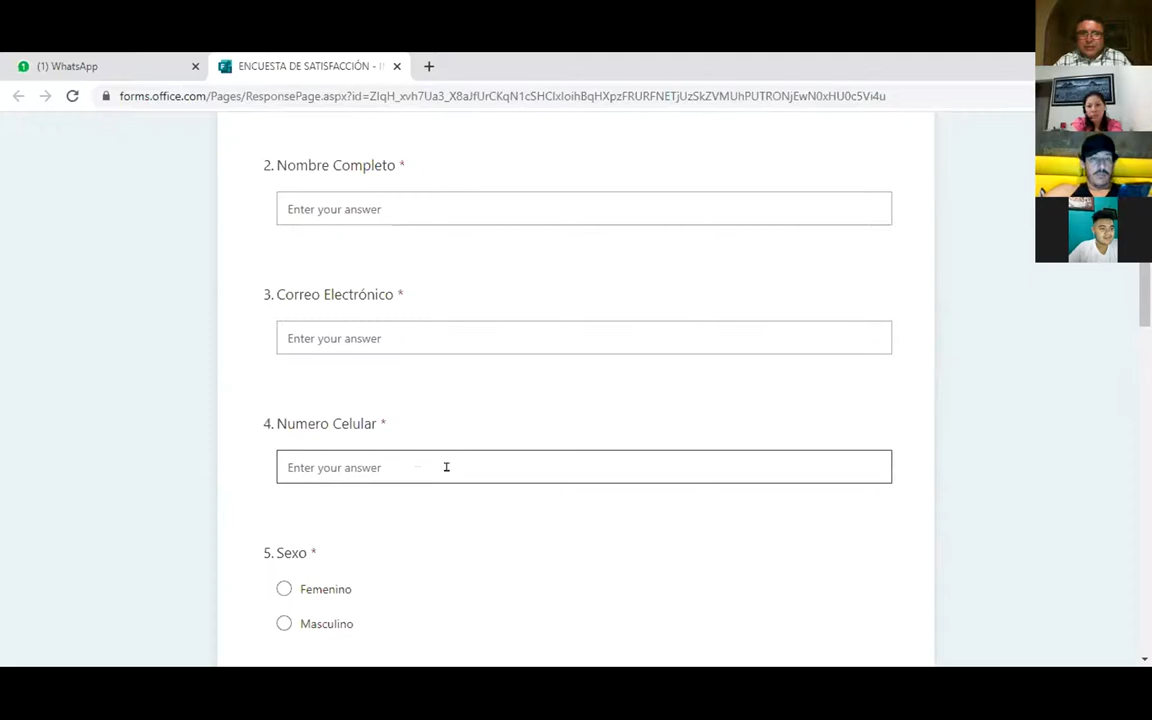 (1) WhatsApp
ENCUESTA DE SATISFACCIÓN - I
forms.office.com/Pages/ResponsePage.aspx?id=ZIqH_xvh7Ua3_X8aJfUrCKqN1cSHClxIoihBqHXpzFRURFNETjUzSkZVMUhPUTRONjEwN0xHU0c5Vi4u
2. Nombre Completo *
Enter your answer
3. Correo Electrónico *
Enter your answer
4. Numero Celular *
Enter your answer
5. Sexo *
Femenino
Masculino